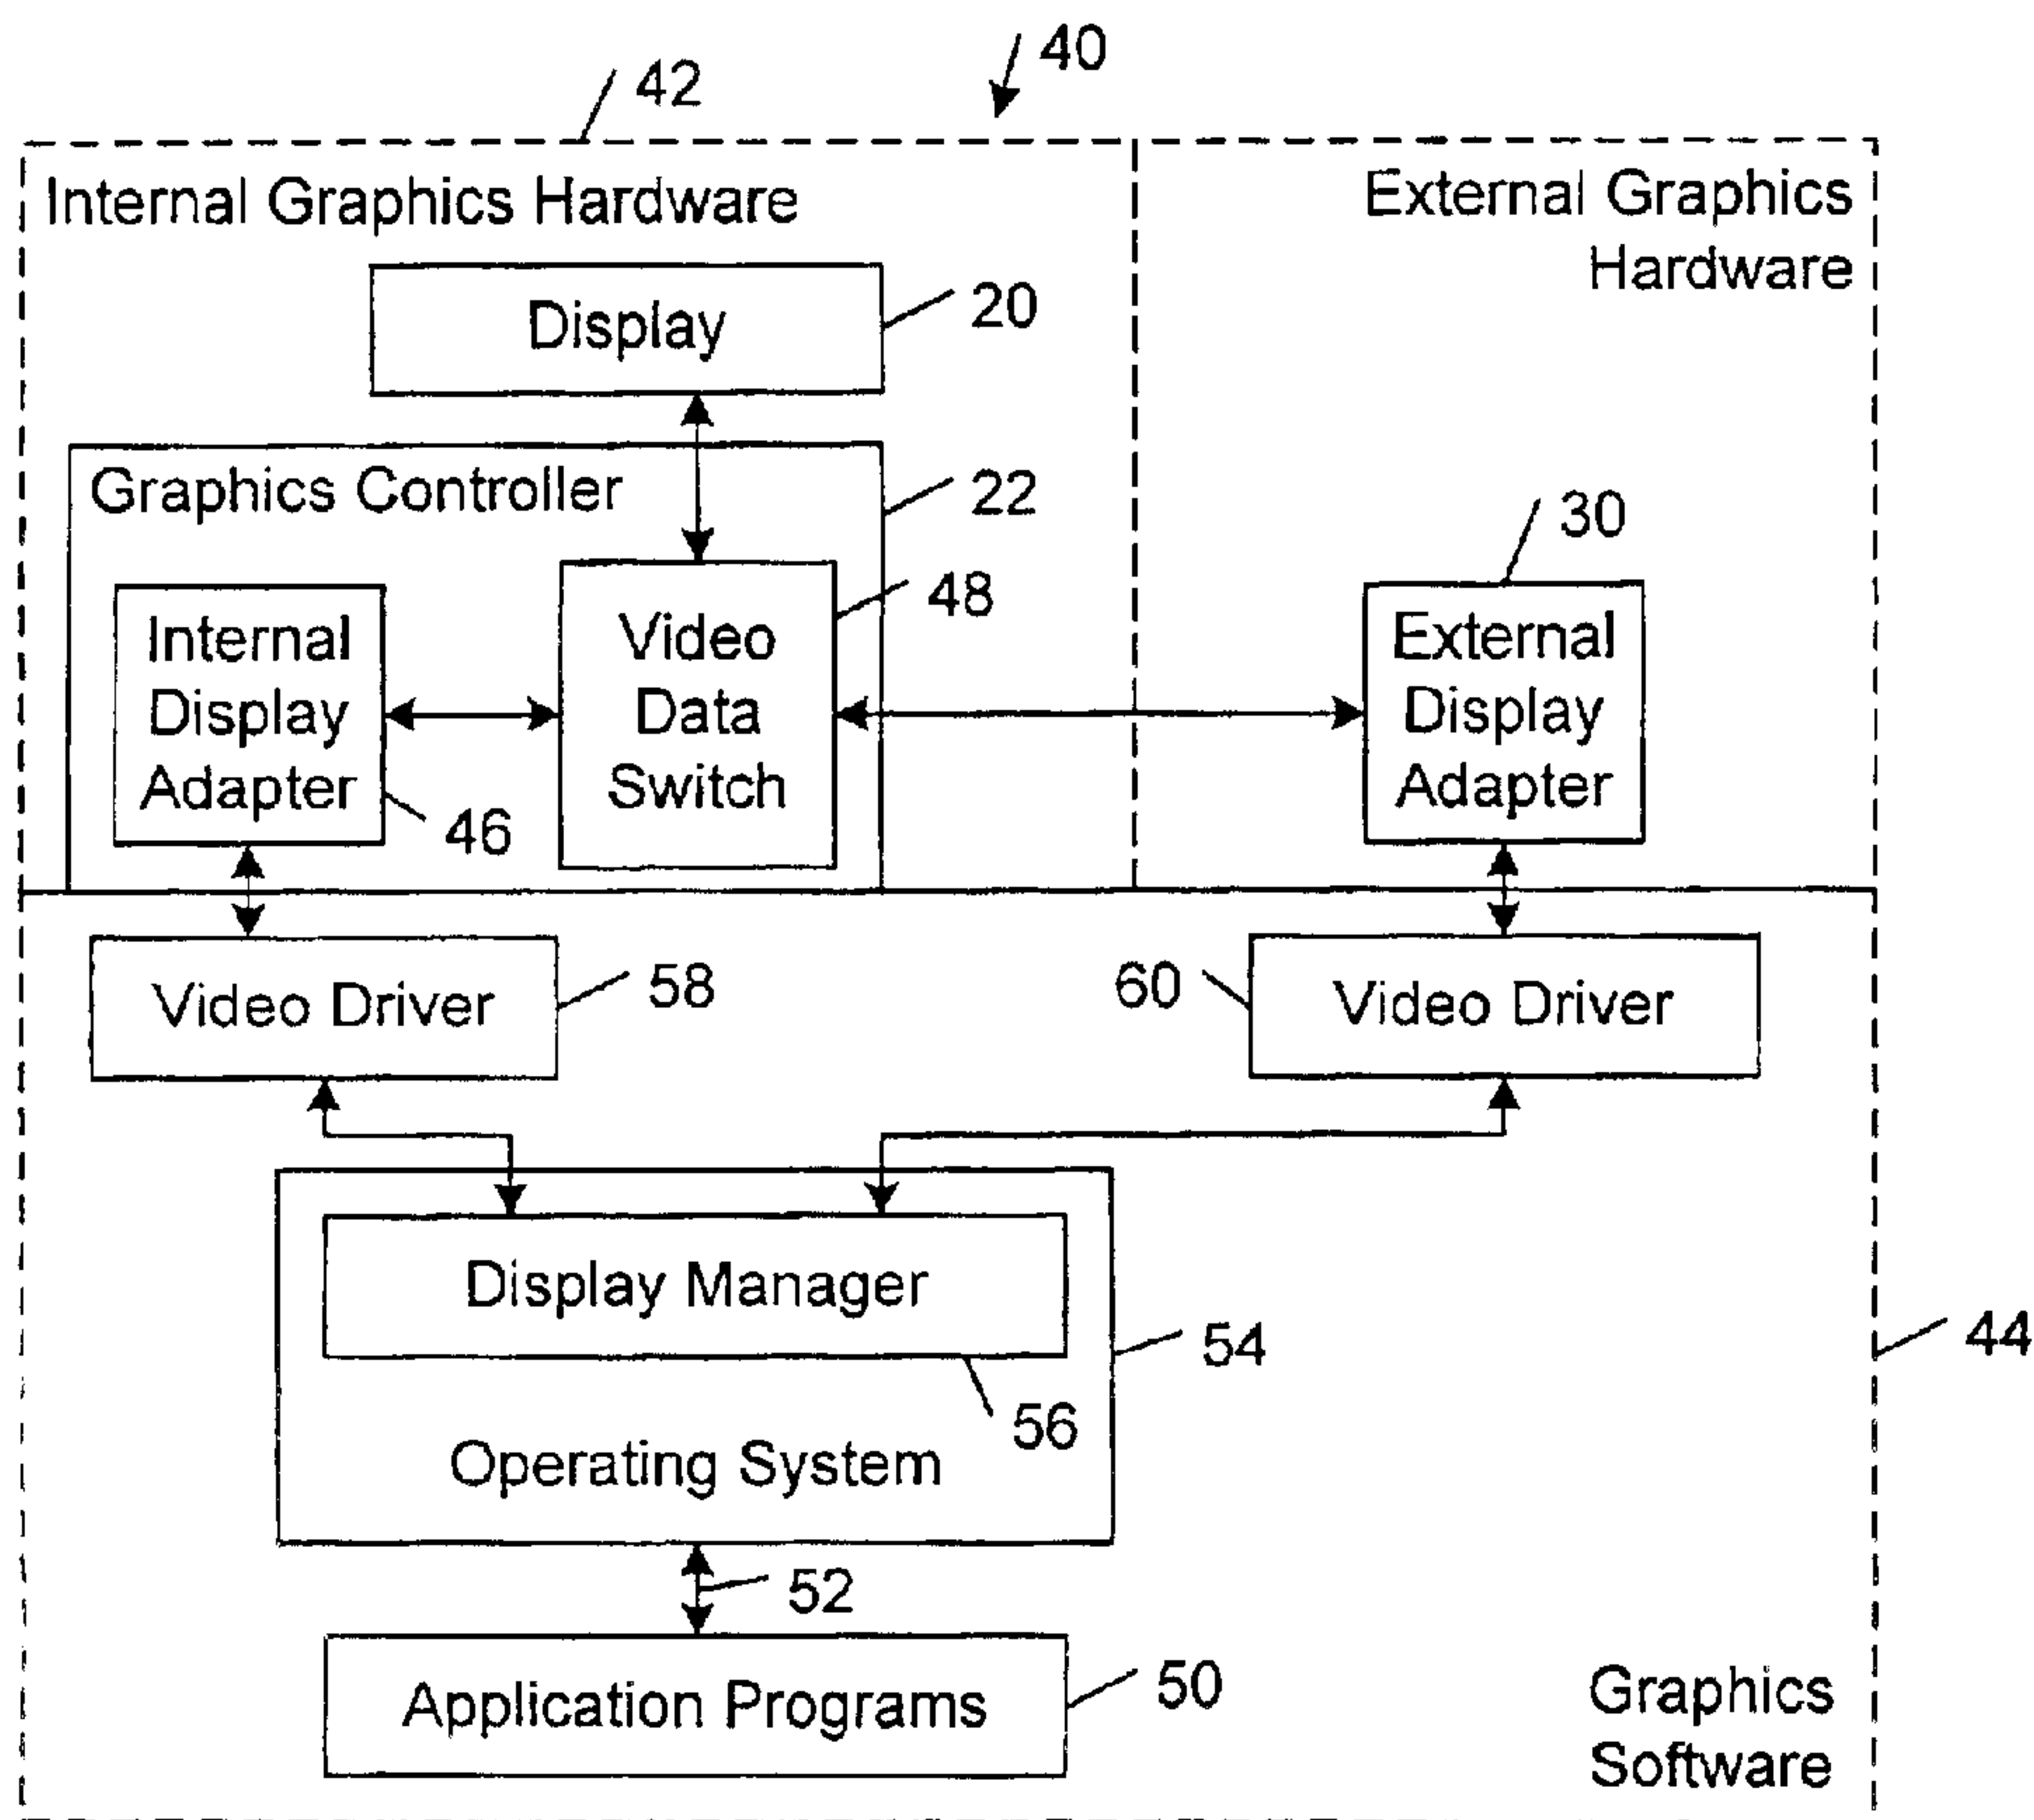 40
42
Internal Graphics Hardware
External Graphics
Hardware
Display
20
Graphics Controller
22
30
Internal
Display
Adapter
46
Video
Data
Switch
48
External
Display
Adapter
Video Driver
58
60
Video Driver
Display Manager
54
44
56
Operating System
52
Application Programs
50
Graphics
Software